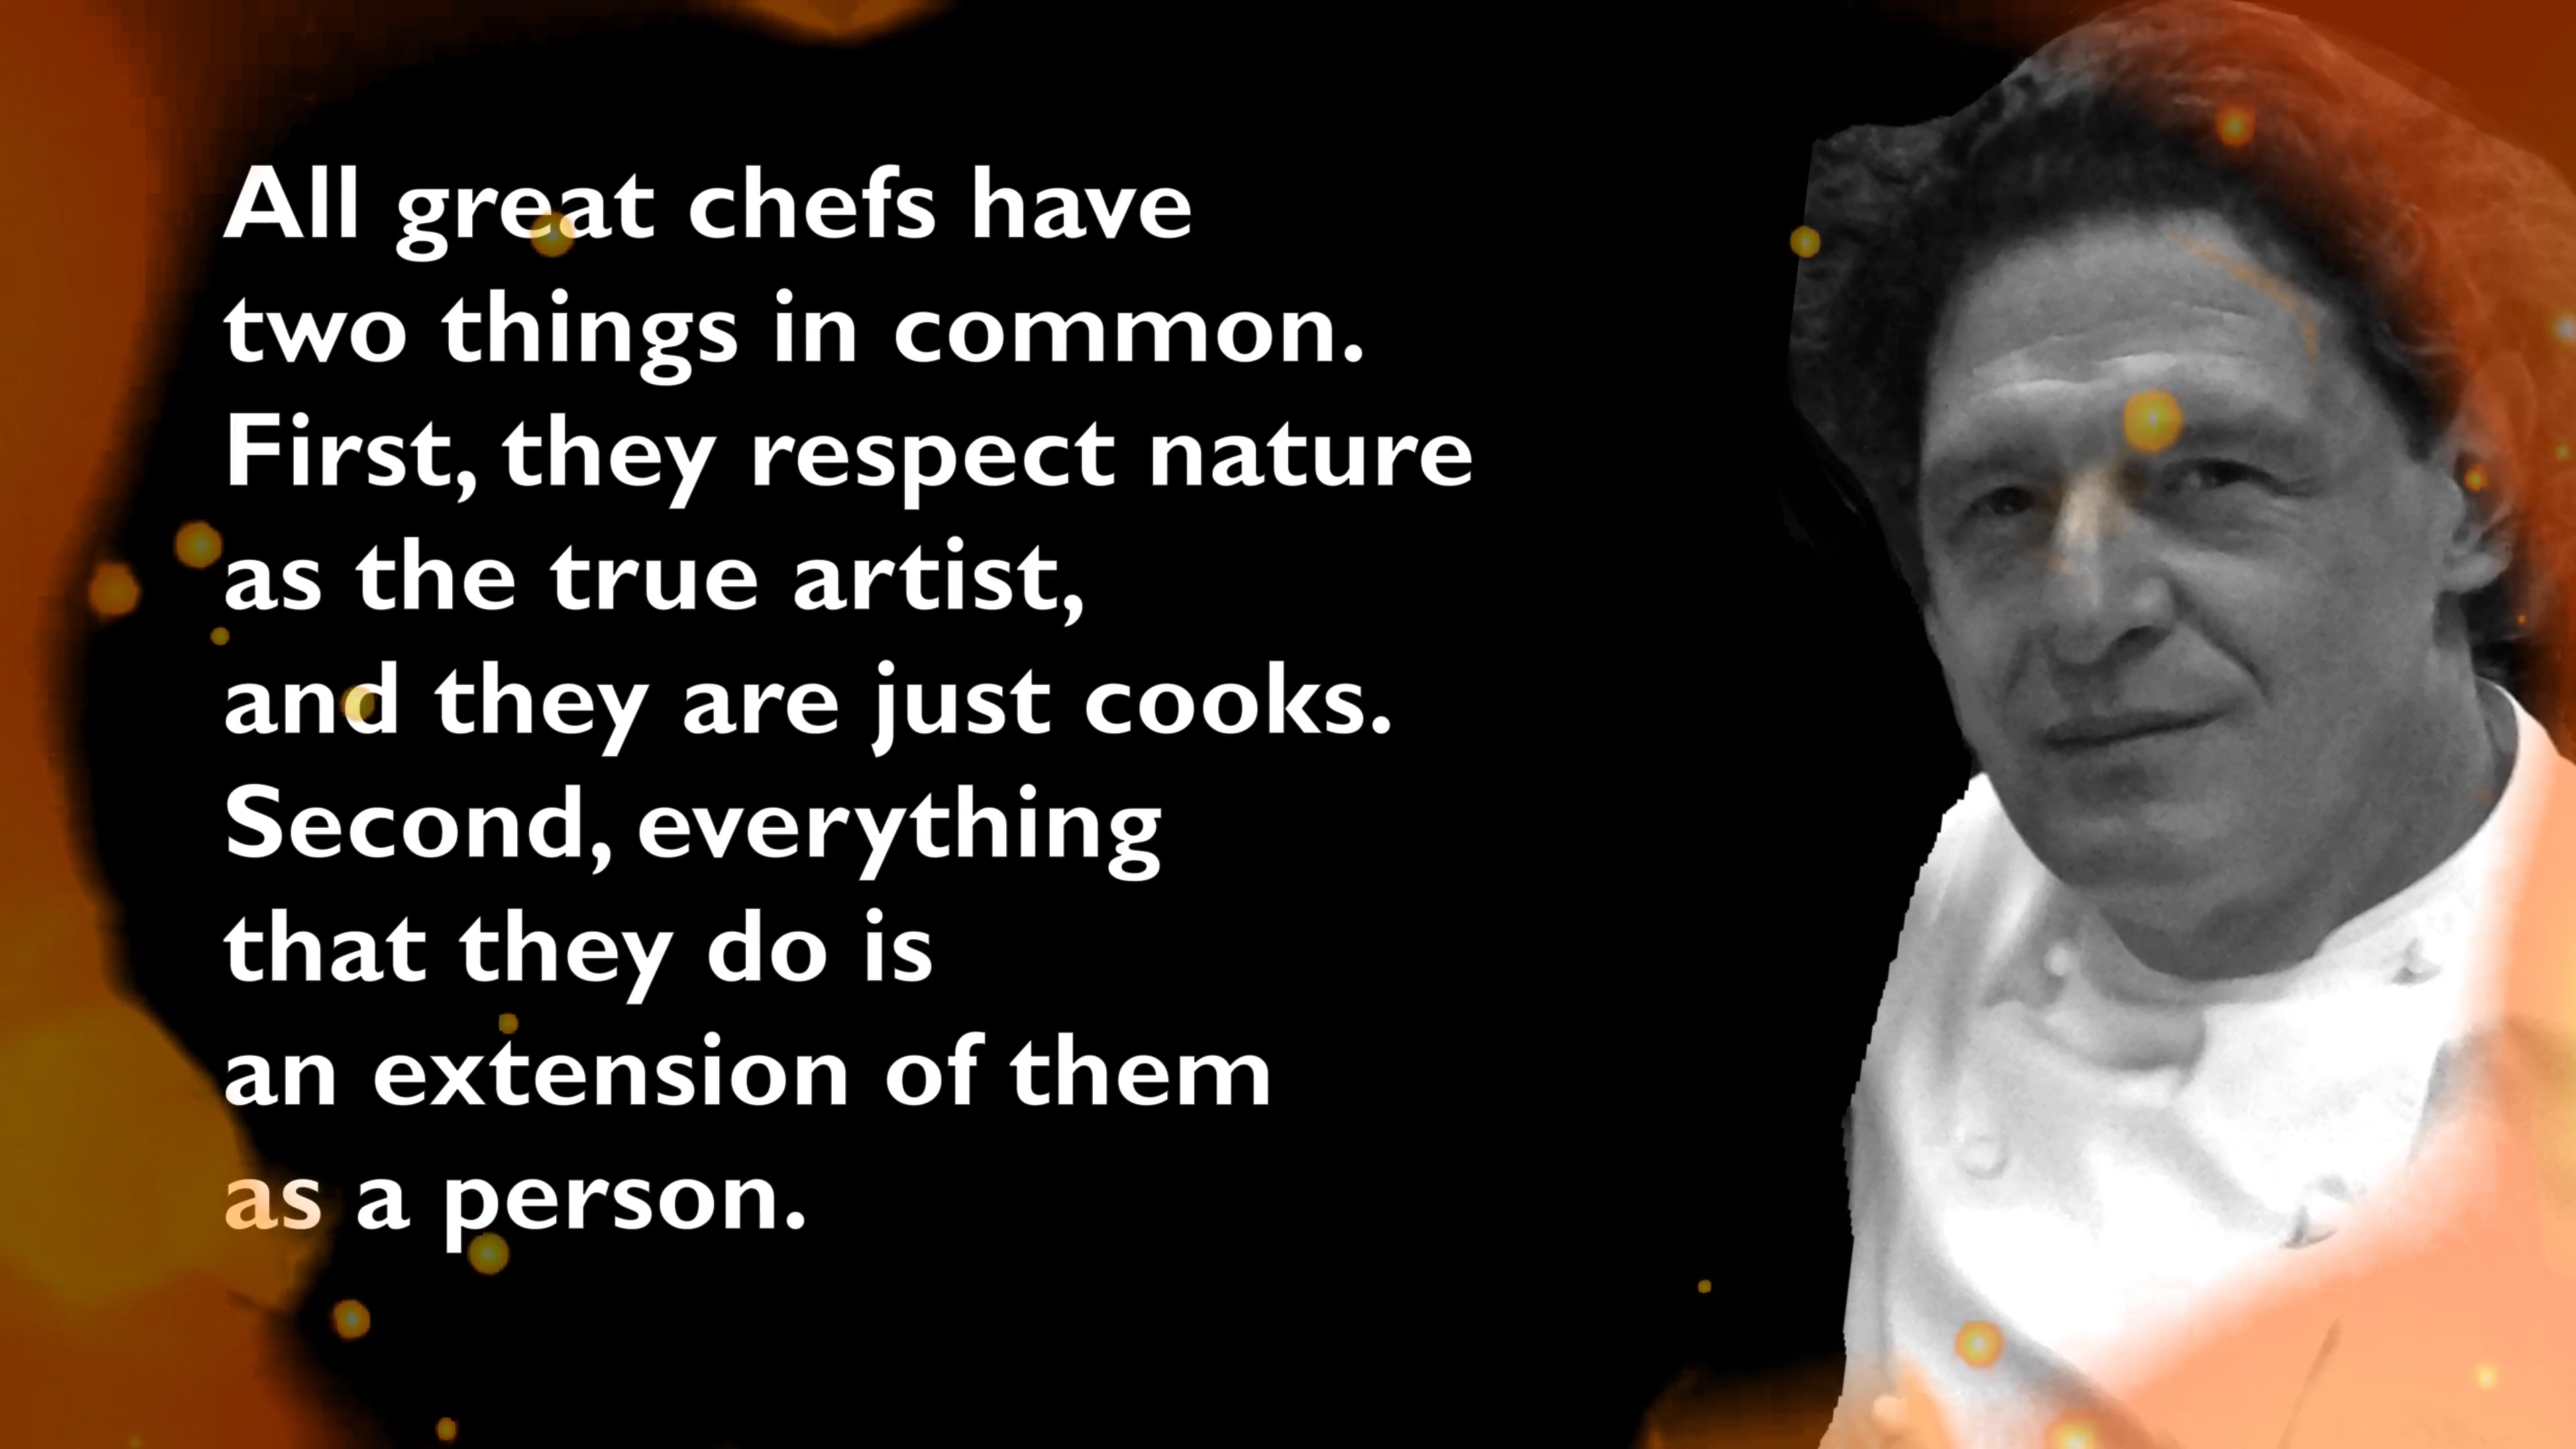 All great chefs have
two things in common.
First, they respect nature
as the true artist,
and they are just cooks.
Second, everything
that they do is
an extension of them
as a person.